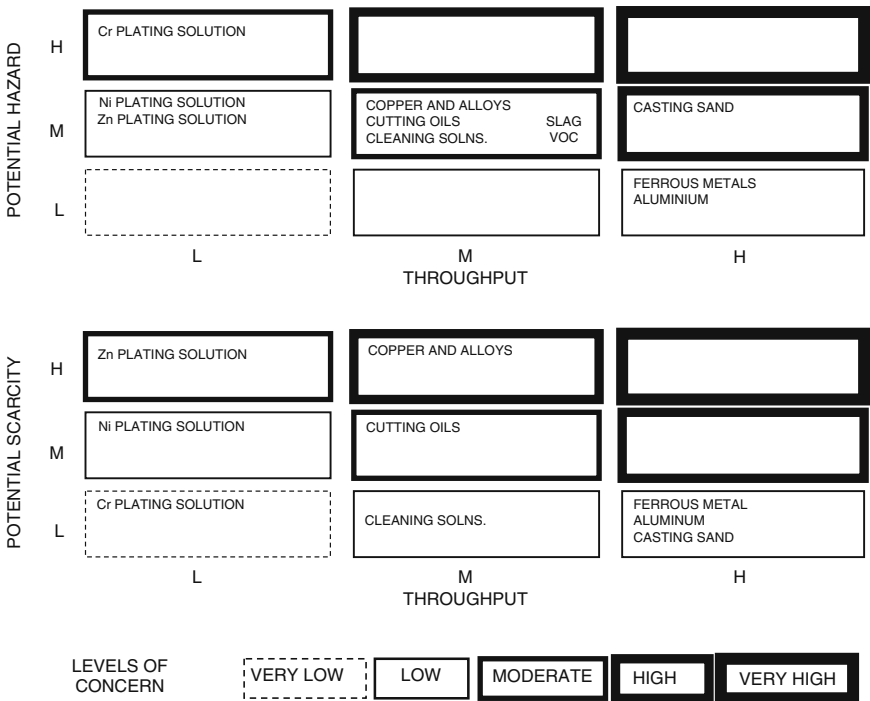 POTENTIAL HAZARD
H
Cr PLATING SOLUTION
M
Ni PLATING SOLUTION
Zn PLATING SOLUTION
COPPER AND ALLOYS
CUTTING OILS SLAG
CLEANING SOLNS. VOC
CASTING SAND
L
FERROUS METALS
ALUMINIUM
L M H
THROUGHPUT
POTENTIAL SCARCITY
H
Zn PLATING SOLUTION
COPPER AND ALLOYS
M
Ni PLATING SOLUTION
CUTTING OILS
L
Cr PLATING SOLUTION
CLEANING SOLNS.
FERROUS METAL
ALUMINUM
CASTING SAND
L M H
THROUGHPUT
LEVELS OF
CONCERN
VERY LOW LOW MODERATE HIGH VERY HIGH